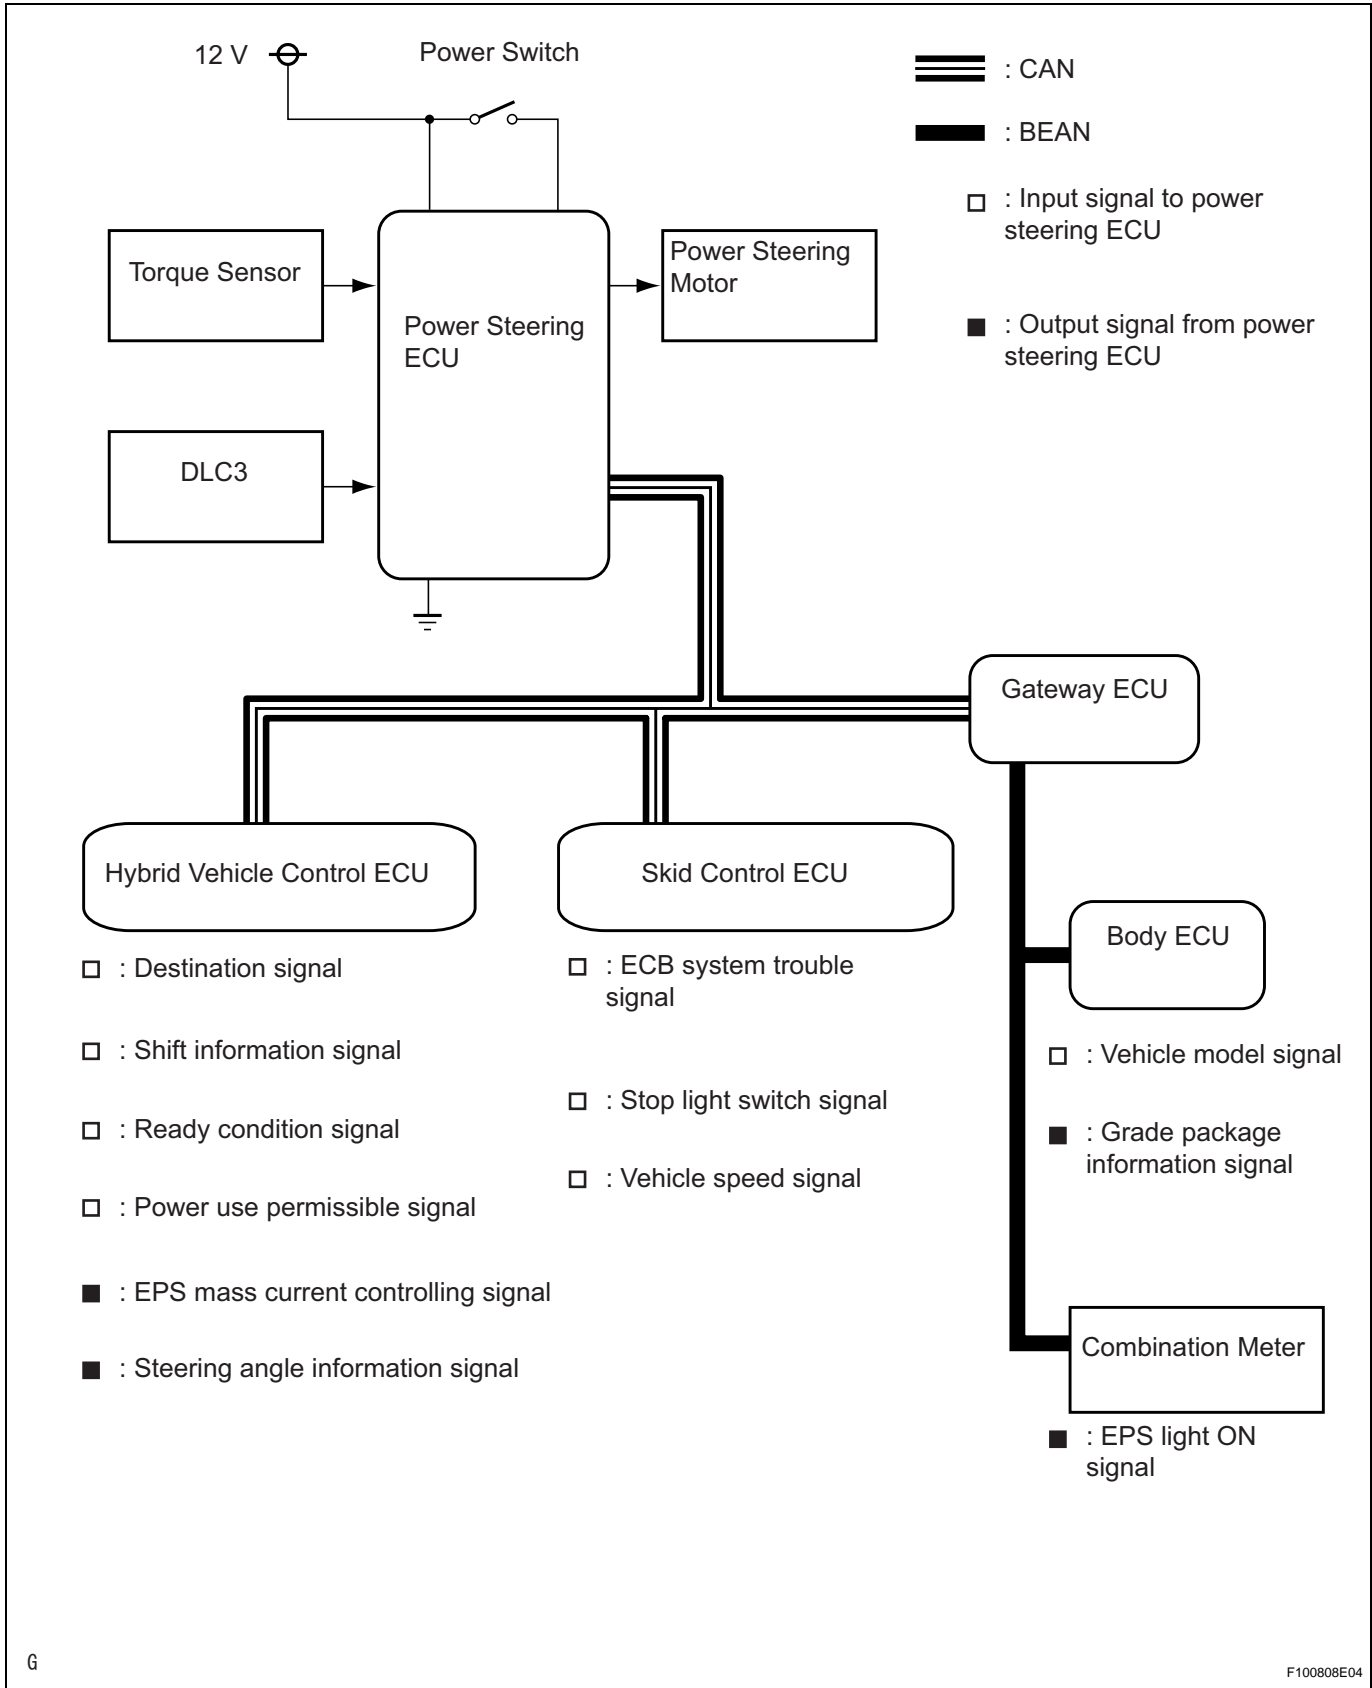 12 V
Power Switch
: CAN
: BEAN
: Input signal to power
steering ECU
: Output signal from power
steering ECU
Torque Sensor
Power Steering
ECU
Power Steering
Motor
DLC3
Gateway ECU
Hybrid Vehicle Control ECU
Skid Control ECU
Body ECU
: Destination signal
: Shift information signal
: Ready condition signal
: Power use permissible signal
: EPS mass current controlling signal
: Steering angle information signal
: ECB system trouble
signal
: Stop light switch signal
: Vehicle speed signal
: Vehicle model signal
: Grade package
information signal
Combination Meter
: EPS light ON
signal
G
F100808E04